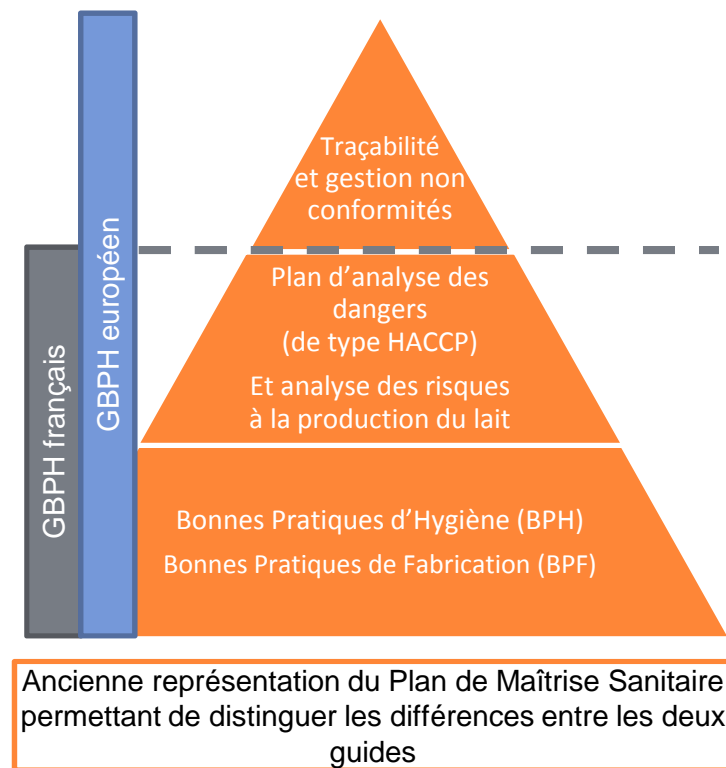 Traçabilité
et gestion non
conformités
Plan d'analyse des
dangers
(de type HACCP)
Et analyse des risques
à la production du lait
Bonnes Pratiques d'Hygiène (BPH)
Bonnes Pratiques de Fabrication (BPF)
GBPH français
GBPH européen
Ancienne représentation du Plan de Maîtrise Sanitaire
permettant de distinguer les différences entre les deux
guides